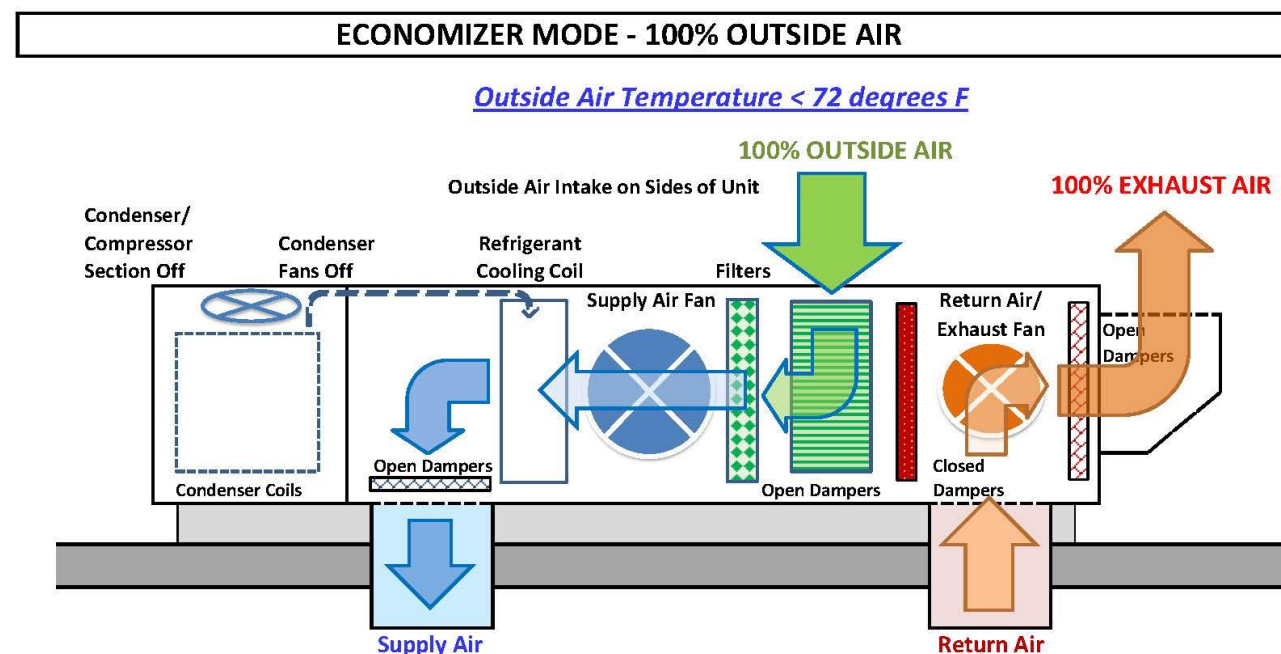 ECONOMIZER MODE - 100% OUTSIDE AIR
Outside Air Temperature < 72 degrees F
100% OUTSIDE AIR
Outside Air Intake on Sides of Unit
100% EXHAUST AIR
Condenser/
Compressor
Section Off
Condenser
Fans Off
Refrigerant
Cooling Coil
Filters
Supply Air Fan
Return Air/
Exhaust Fan
Open
Dampers
Open Dampers
Condenser Coils
Open Dampers
Closed
Dampers
Supply Air
Return Air